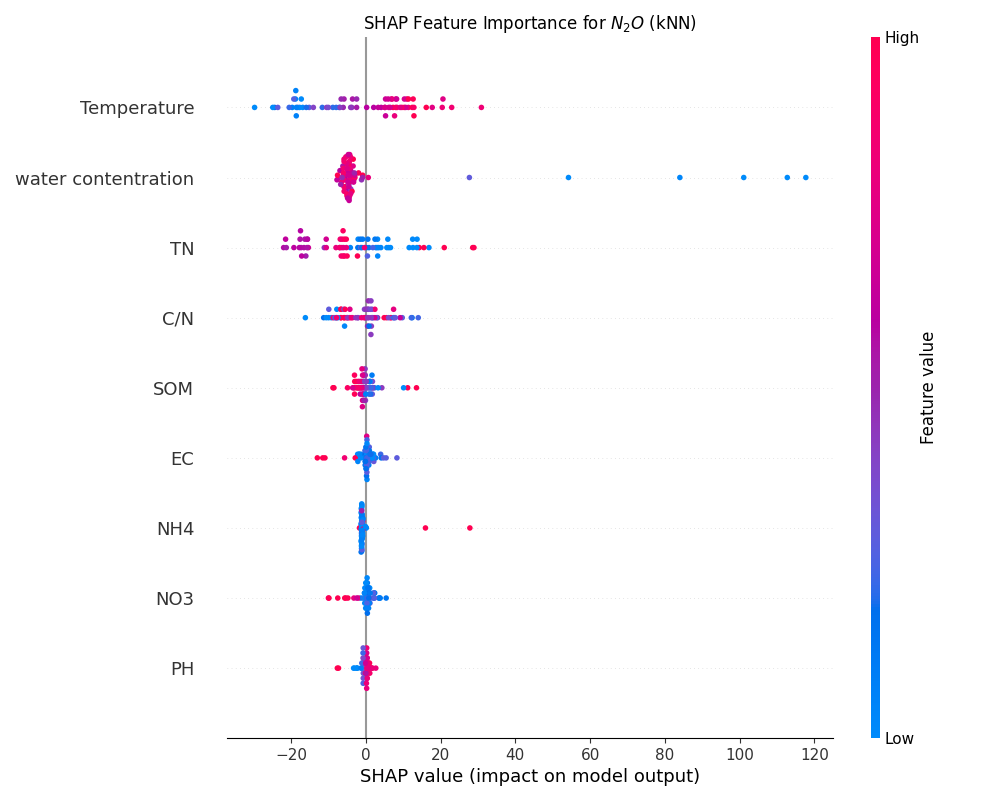 SHAP Feature Importance for N₂O (kNN)
High
Temperature
water contentration
TN
C/N
SOM
EC
NH4
NO3
PH
Feature value
Low
−20 0 20 40 60 80 100 120
SHAP value (impact on model output)